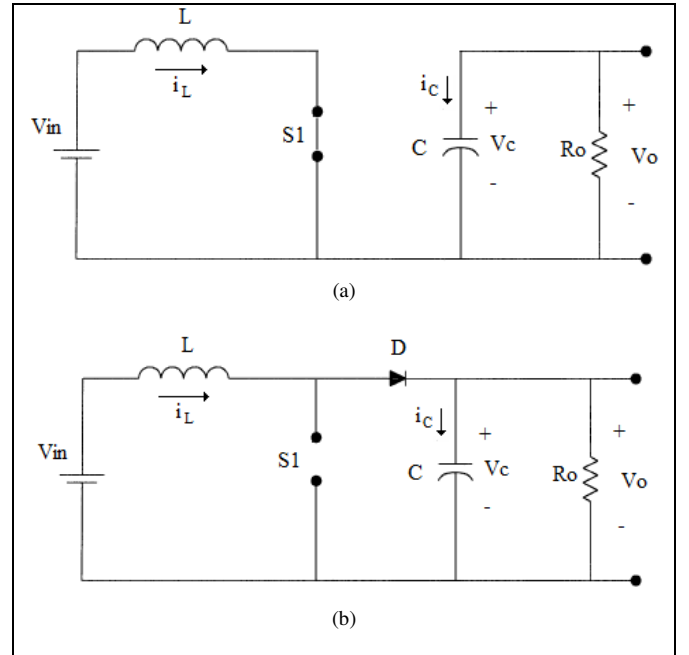 L
iL
Vin
S1
iC
C
+
Vc
-
Ro
+
Vo
-
(a)
L
D
iL
Vin
S1
iC
C
+
Vc
-
Ro
+
Vo
-
(b)